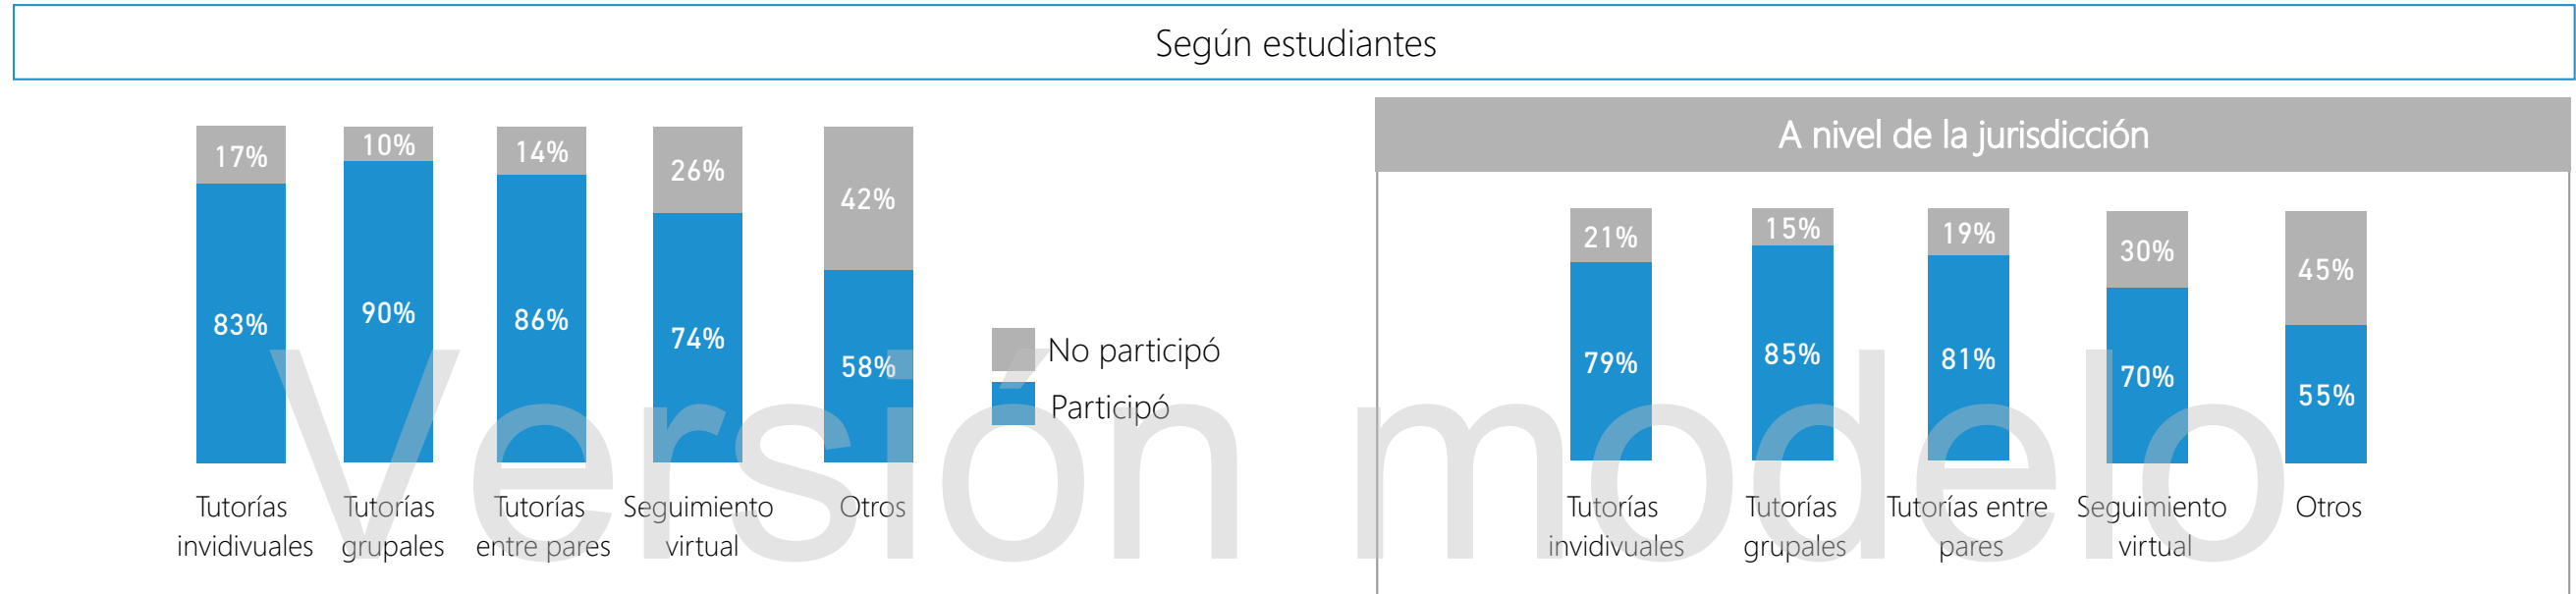 Según estudiantes
17%
10%
14%
26%
42%
83%
90%
86%
74%
58%
No participó
Participó
Tutorías
invidivuales
Tutorías
grupales
Tutorías
entre pares
Seguimiento
virtual
Otros
A nivel de la jurisdicción
21%
15%
19%
30%
45%
79%
85%
81%
70%
55%
Tutorías
invidivuales
Tutorías
grupales
Tutorías entre
pares
Seguimiento
virtual
Otros
Versión modelo